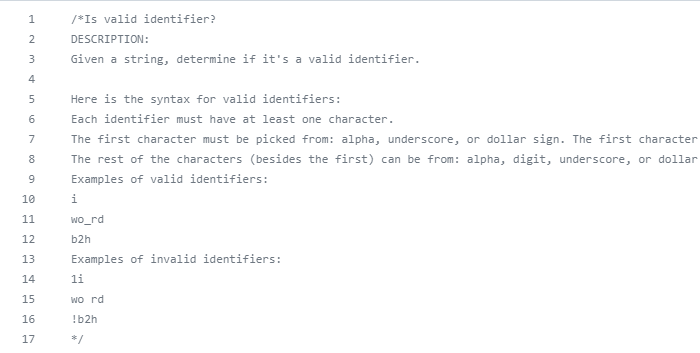 1 /*Is valid identifier?
2 DESCRIPTION:
3 Given a string, determine if it's a valid identifier.
4
5 Here is the syntax for valid identifiers:
6 Each identifier must have at least one character.
7 The first character must be picked from: alpha, underscore, or dollar sign. The first character
8 The rest of the characters (besides the first) can be from: alpha, digit, underscore, or dollar
9 Examples of valid identifiers:
10 i
11 wo_rd
12 b2h
13 Examples of invalid identifiers:
14 1i
15 wo rd
16 !b2h
17 */